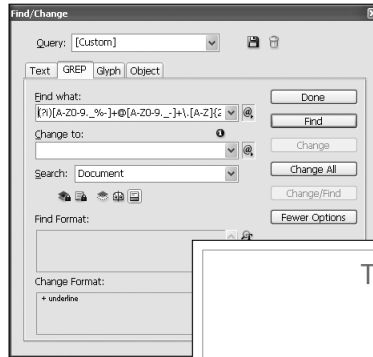 Find/Change
Query: [Custom]
Text GREP Glyph Object
Find what:
(?i)[A-Z0-9._%-]+@[A-Z0-9._-]+\.[A-Z]{2
Change to:
Search: Document
Find Format:
Change Format:
+ underline
Done
Find
Change
Change All
Change/Find
Fewer Options
T